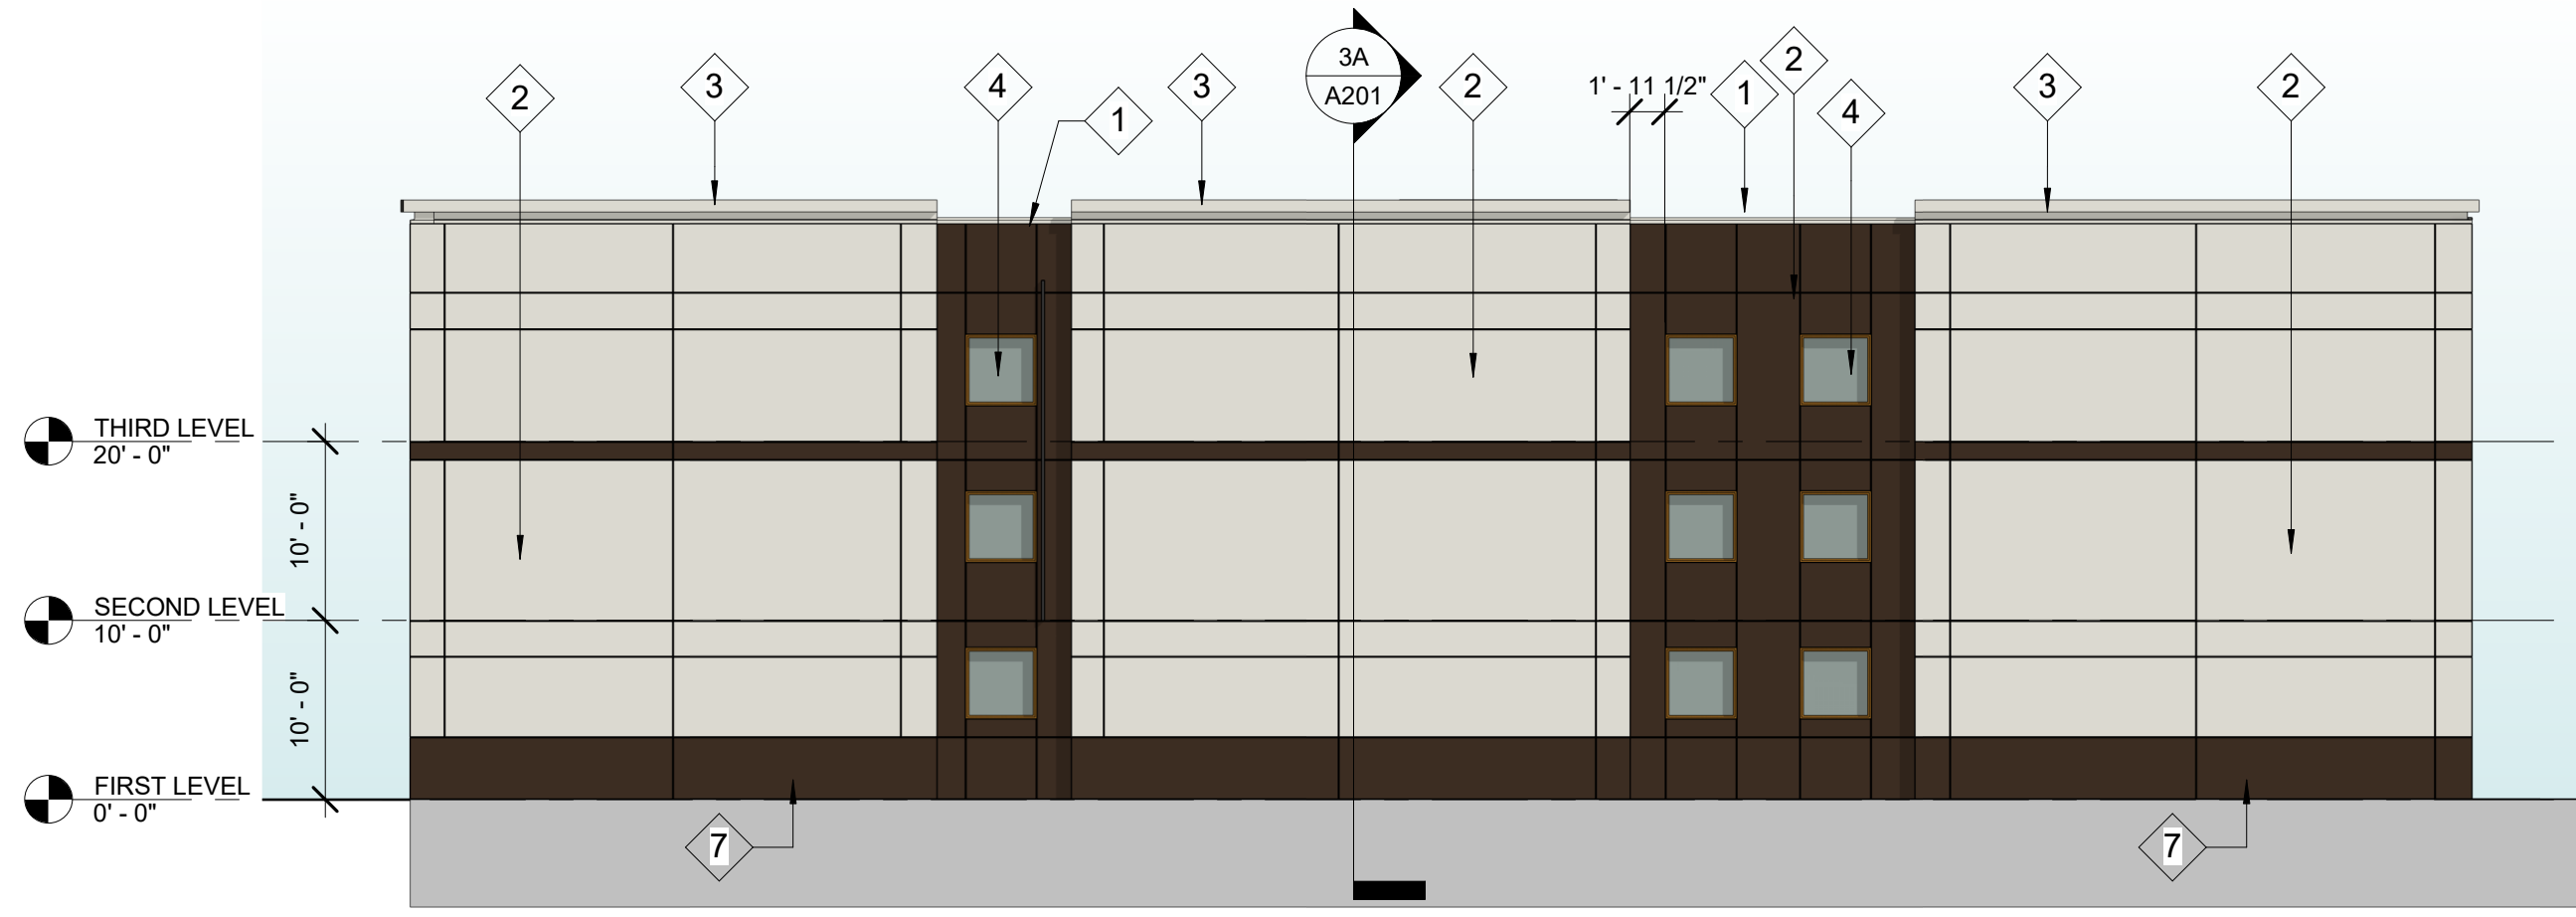 2
3
4
1
3
3A
A201
2
1' - 11 1/2"
1
2
4
3
2
THIRD LEVEL
20' - 0"
10' - 0"
SECOND LEVEL
10' - 0"
10' - 0"
FIRST LEVEL
0' - 0"
7
7